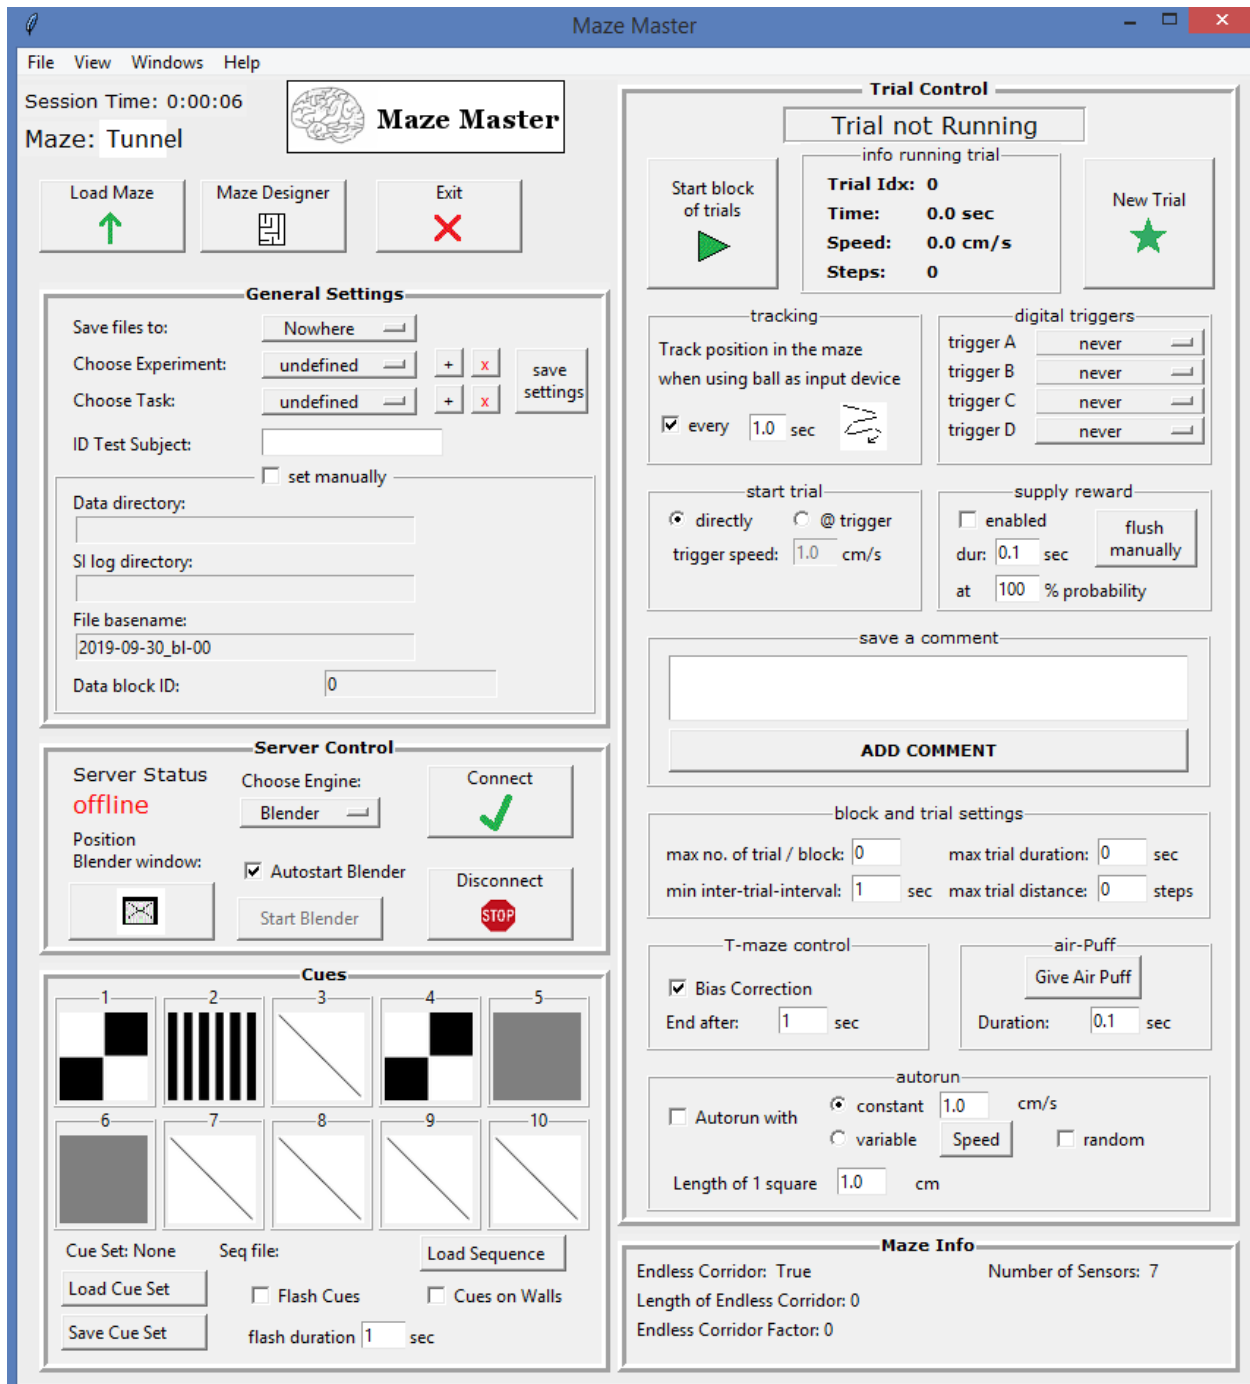 Maze Master
File View Windows Help
Session Time: 0:00:06
Maze: Tunnel
Maze Master
Load Maze
Maze Designer
Exit
General Settings
Save files to: Nowhere
Choose Experiment: undefined + x
Choose Task: undefined + x
save
settings
ID Test Subject:
set manually
Data directory:
SI log directory:
File basename:
2019-09-30_bl-00
Data block ID: 0
Server Control
Server Status
offline
Choose Engine:
Blender
Connect
Position
Blender window:
Autostart Blender
Start Blender
Disconnect
STOP
Cues
1 2 3 4 5
6 7 8 9 10
Cue Set: None Seq file: Load Sequence
Load Cue Set
Flash Cues Cues on Walls
Save Cue Set
flash duration 1 sec
Trial Control
Trial not Running
Start block
of trials
info running trial
Trial Idx: 0
Time: 0.0 sec
Speed: 0.0 cm/s
Steps: 0
New Trial
tracking
Track position in the maze
when using ball as input device
every 1.0 sec
digital triggers
trigger A never
trigger B never
trigger C never
trigger D never
start trial
directly @ trigger
trigger speed: 1.0 cm/s
supply reward
enabled
flush
manually
dur: 0.1 sec
at 100 % probability
save a comment
ADD COMMENT
block and trial settings
max no. of trial / block: 0 max trial duration: 0 sec
min inter-trial-interval: 1 sec max trial distance: 0 steps
T-maze control
Bias Correction
End after: 1 sec
air-Puff
Give Air Puff
Duration: 0.1 sec
autorun
Autorun with
constant 1.0 cm/s
variable Speed random
Length of 1 square 1.0 cm
Maze Info
Endless Corridor: True Number of Sensors: 7
Length of Endless Corridor: 0
Endless Corridor Factor: 0